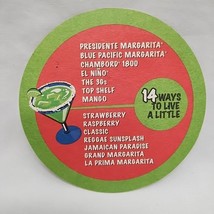 PRESIDENTE MARGARITA®
BLUE PACIFIC MARGARITA®
CHAMBORD® 1800
EL NIÑO®
THE 3Gs
TOP SHELF
MANGO
14 WAYS
TO LIVE
A LITTLE
STRAWBERRY
RASPBERRY
CLASSIC
REGGAE SUNSPLASH
JAMAICAN PARADISE
GRAND MARGARITA
LA PRIMA MARGARITA